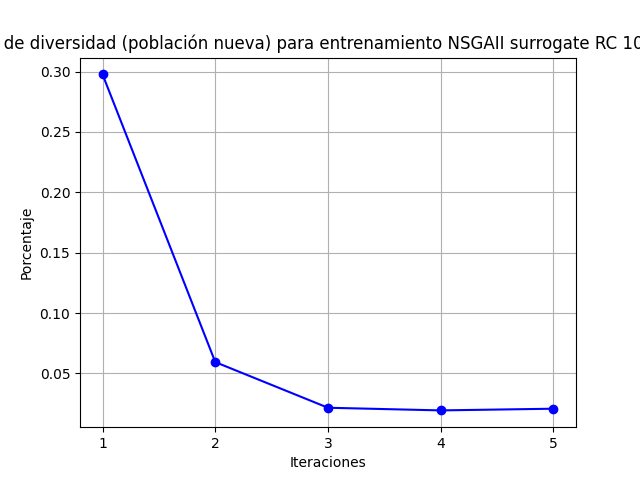 de diversidad (población nueva) para entrenamiento NSGAII surrogate RC 10
0.30
0.25
0.20
0.15
0.10
0.05
Porcentaje
1 2 3 4 5
Iteraciones